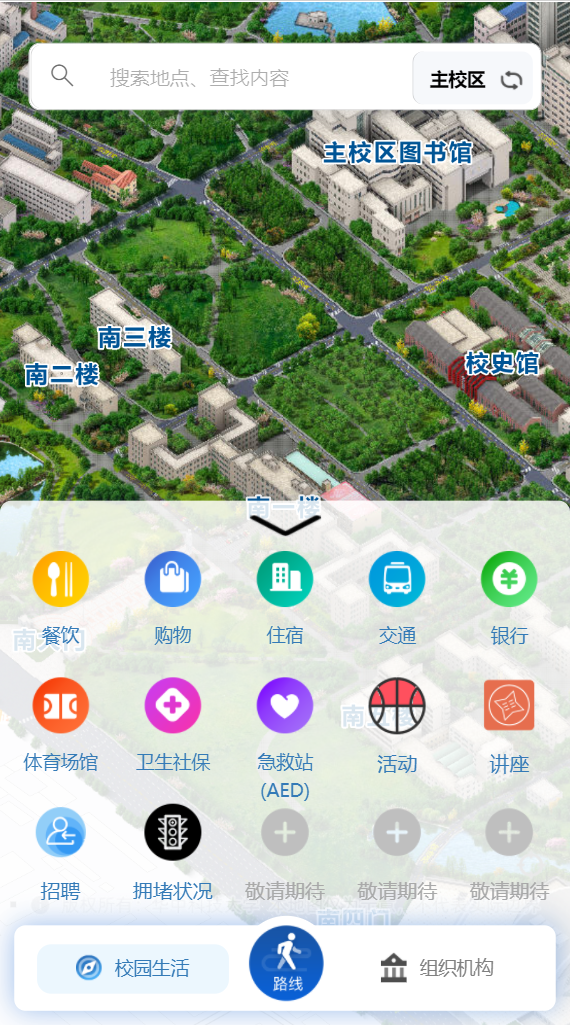 搜索地点、查找内容
主校区
主校区图书馆
南三楼
校史馆
南二楼
南一楼
餐饮
购物
住宿
交通
银行
体育场馆
卫生社保
急救站
(AED)
活动
讲座
招聘
拥堵状况
敬请期待
敬请期待
敬请期待
南四门
校园生活
路线
组织机构